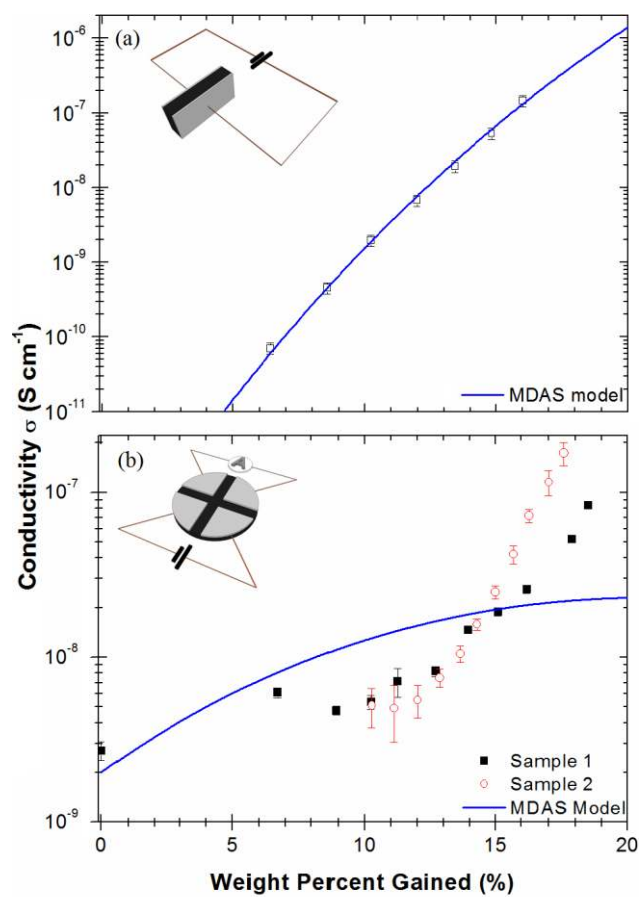 (a)
10⁻⁶
10⁻⁷
10⁻⁸
10⁻⁹
10⁻¹⁰
10⁻¹¹
MDAS model
Conductivity σ (S cm⁻¹)
(b)
A
10⁻⁷
10⁻⁸
10⁻⁹
Sample 1
Sample 2
MDAS Model
0 5 10 15 20
Weight Percent Gained (%)